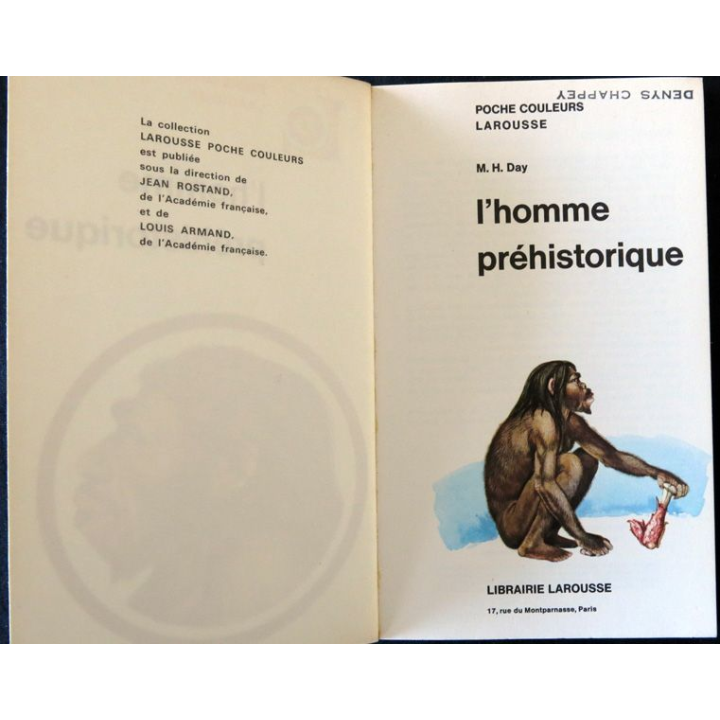 La collection
LAROUSSE POCHE COULEURS
est publiée
sous la direction de
JEAN ROSTAND,
de l'Académie française,
et de
LOUIS ARMAND,
de l'Académie française.
DENYS CHAPPEY
POCHE COULEURS
LAROUSSE
M. H. Day
l'homme
préhistorique
LIBRAIRIE LAROUSSE
17, rue du Montparnasse, Paris